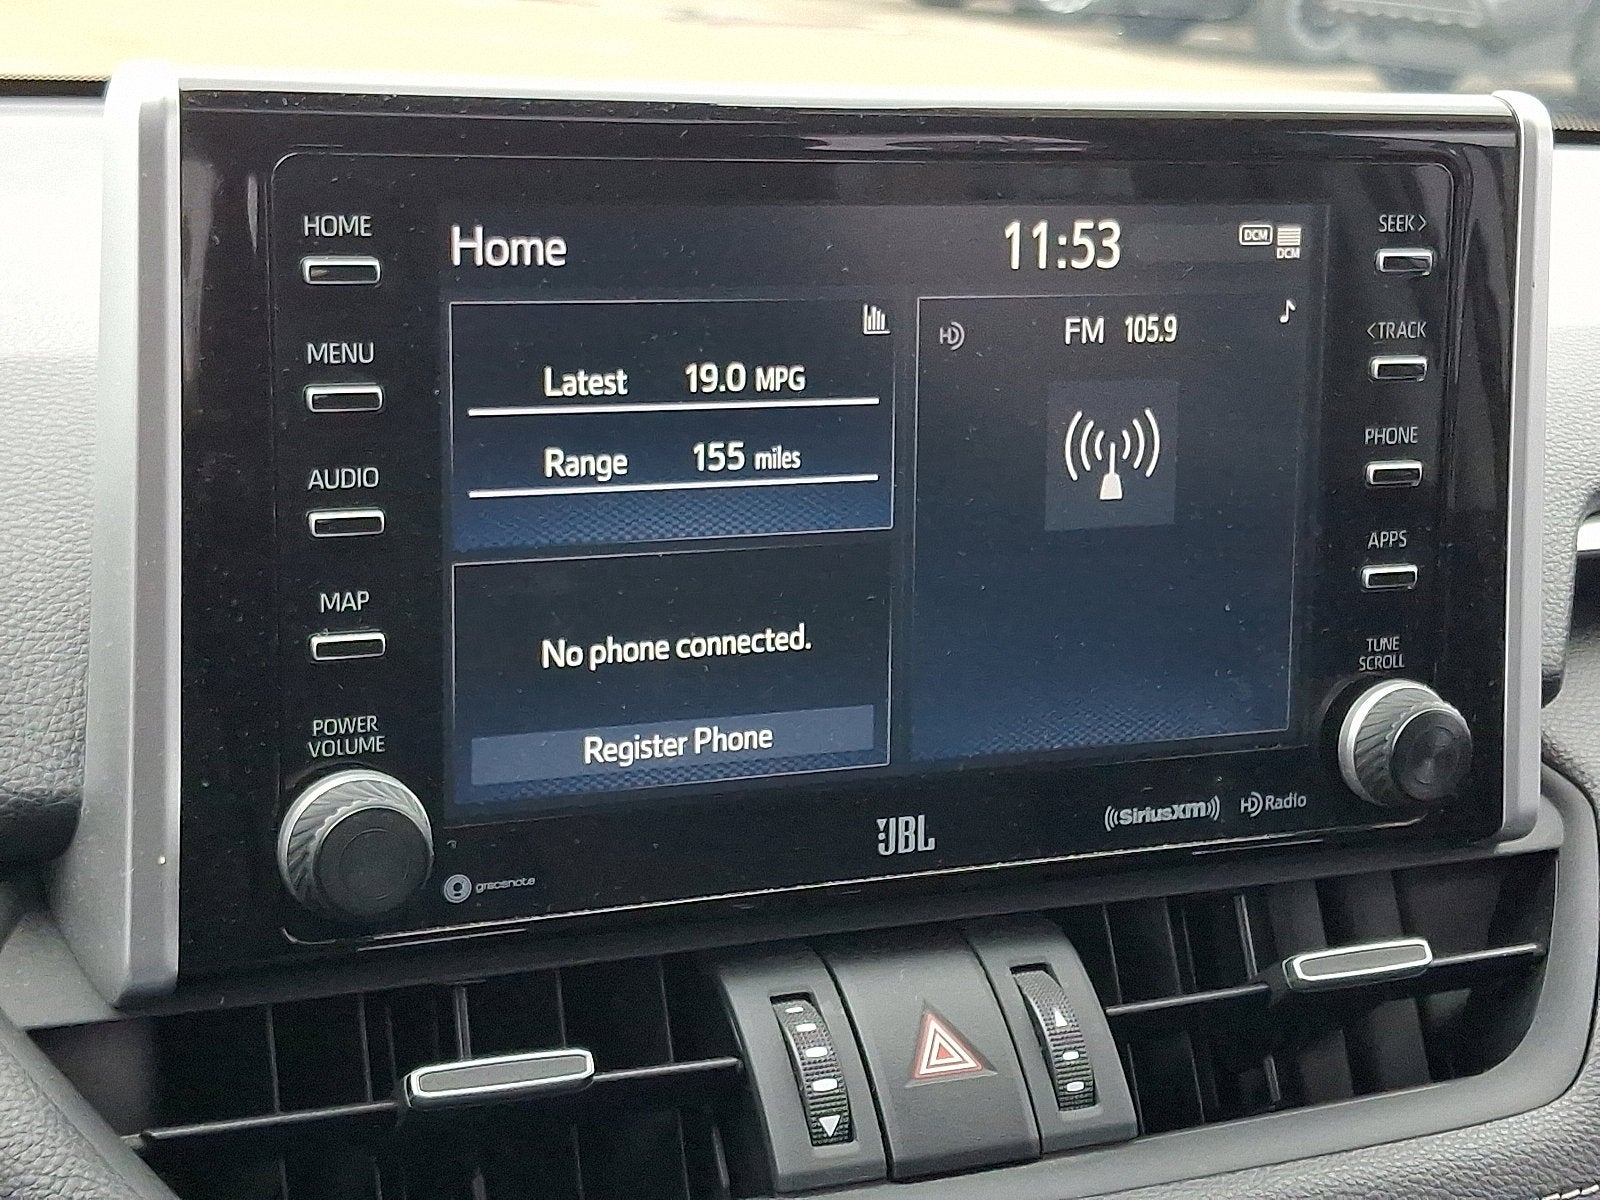 HOME
MENU
AUDIO
MAP
POWER
VOLUME
Home
11:53
DCM
DCM
Latest 19.0 MPG
Range 155 miles
No phone connected.
Register Phone
HD
FM 105.9
SEEK>
<TRACK
PHONE
APPS
TUNE
SCROLL
gracenote
JBL
((SiriusXM))
HD Radio